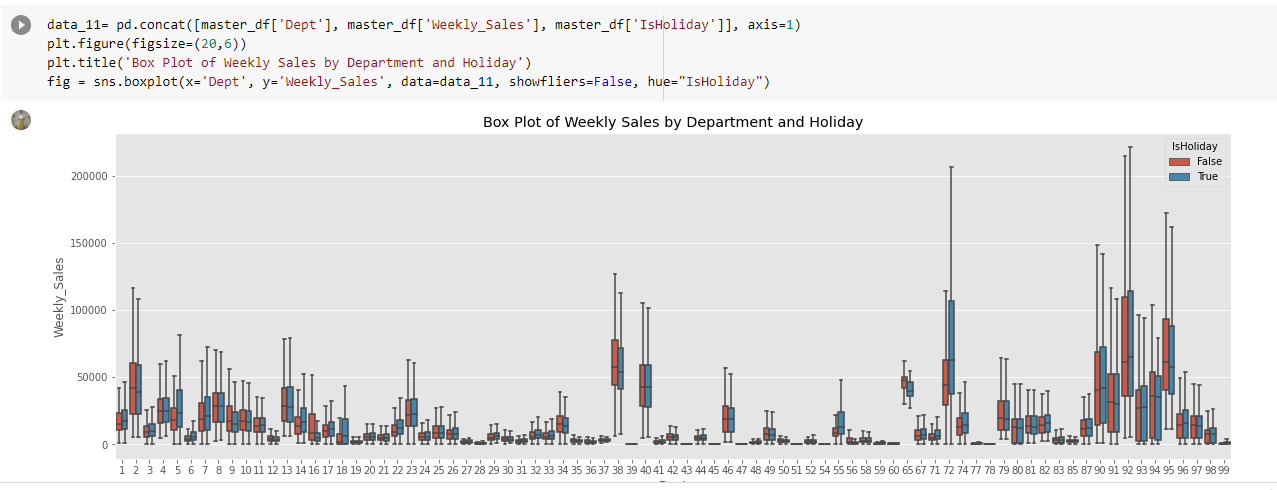 data_11= pd.concat([master_df['Dept'], master_df['Weekly_Sales'], master_df['IsHoliday']], axis=1)
plt.figure(figsize=(20,6))
plt.title('Box Plot of Weekly Sales by Department and Holiday')
fig = sns.boxplot(x='Dept', y='Weekly_Sales', data=data_11, showfliers=False, hue="IsHoliday")
Box Plot of Weekly Sales by Department and Holiday
IsHoliday
False
True
200000
150000
100000
50000
0
Weekly_Sales
1 2 3 4 5 6 7 8 9 10 11 12 13 14 16 17 18 19 20 21 22 23 24 25 26 27 28 29 30 31 32 33 34 35 36 37 38 39 40 41 42 43 44 45 46 47 48 49 50 51 52 54 55 56 58 59 60 65 67 71 72 74 77 78 79 80 81 82 83 85 87 90 91 92 93 94 95 96 97 98 99